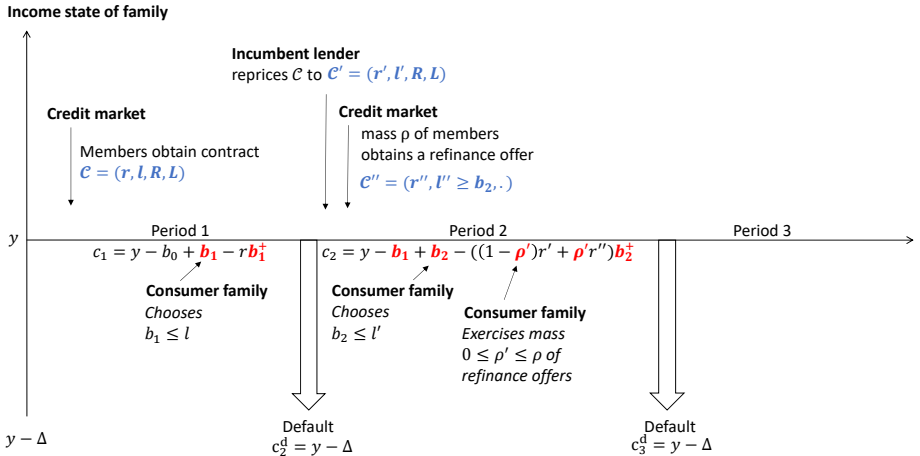 Income state of family
Incumbent lender
reprices 𝒞 to 𝒞′ = (r′, l′, R, L)
Credit market
Members obtain contract
𝒞 = (r, l, R, L)
Credit market
mass ρ of members
obtains a refinance offer
𝒞′′ = (r′′, l′′ ≥ b₂, .)
Period 1
Period 2
Period 3
y
c₁ = y − b₀ + b₁ − rb₁⁺
c₂ = y − b₁ + b₂ − ((1 − ρ′)r′ + ρ′r′′)b₂⁺
Consumer family
Chooses
b₁ ≤ l
Consumer family
Chooses
b₂ ≤ l′
Consumer family
Exercises mass
0 ≤ ρ′ ≤ ρ of
refinance offers
y − Δ
Default
c₂ᵈ = y − Δ
Default
c₃ᵈ = y − Δ